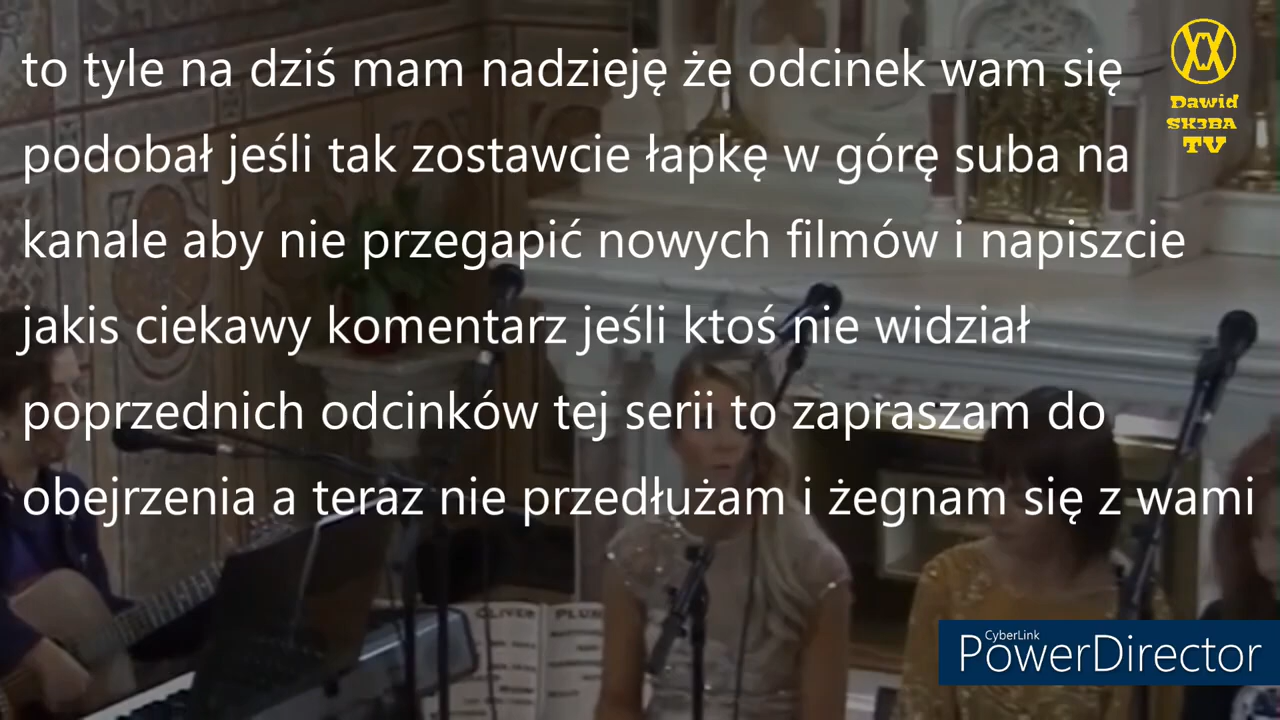 to tyle na dziś mam nadzieję że odcinek wam się
podobał jeśli tak zostawcie łapkę w górę suba na
kanale aby nie przegapić nowych filmów i napiszcie
jakis ciekawy komentarz jeśli ktoś nie widział
poprzednich odcinków tej serii to zapraszam do
obejrzenia a teraz nie przedłużam i żegnam się z wami
Dawid
SK3BA
TV
OLIVER PLUN
CyberLink
PowerDirector